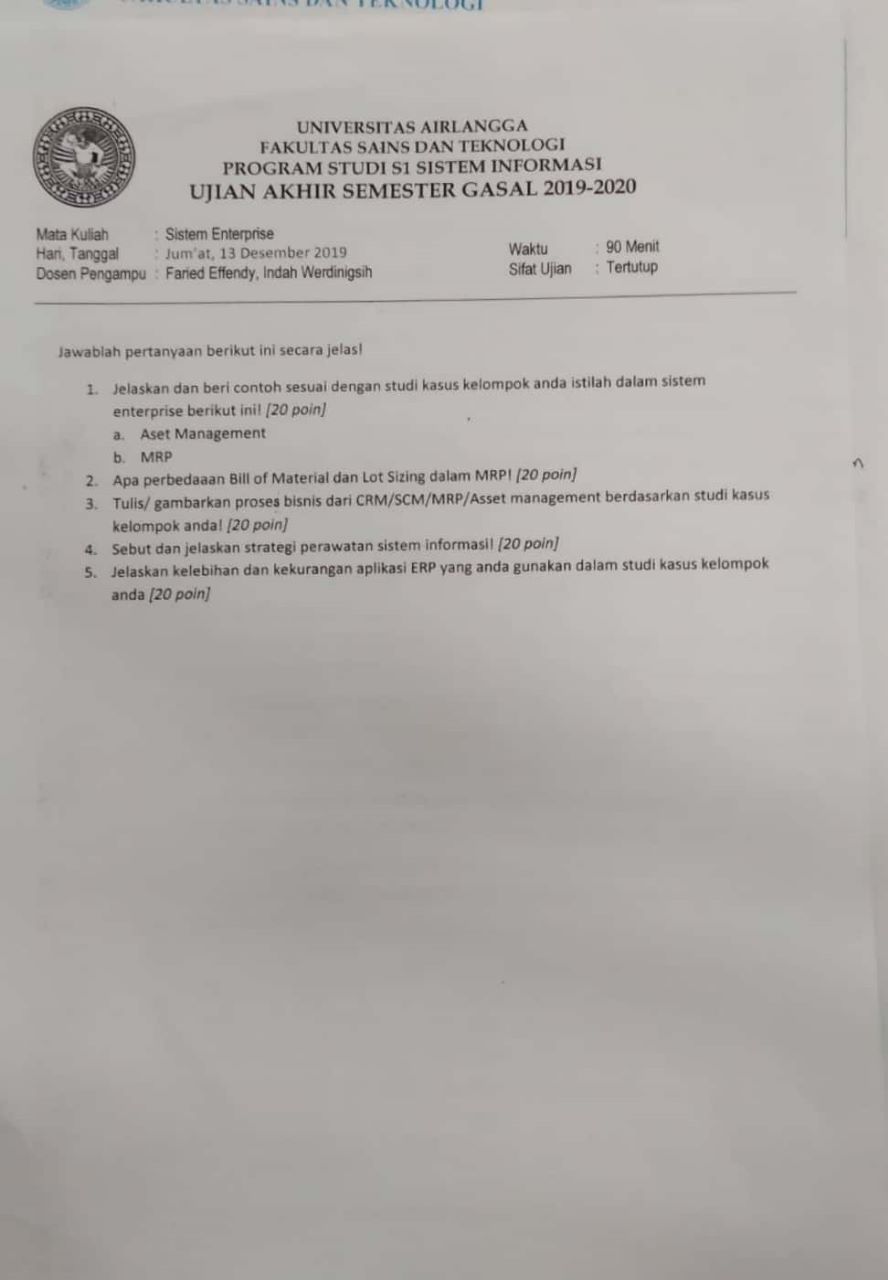 FAKULTAS SAINS DAN TEKNOLOGI
UNIVERSITAS AIRLANGGA
FAKULTAS SAINS DAN TEKNOLOGI
PROGRAM STUDI S1 SISTEM INFORMASI
UJIAN AKHIR SEMESTER GASAL 2019-2020
Mata Kuliah : Sistem Enterprise
Hari, Tanggal : Jum'at, 13 Desember 2019
Dosen Pengampu : Faried Effendy, Indah Werdinigsih
Waktu : 90 Menit
Sifat Ujian : Tertutup
Jawablah pertanyaan berikut ini secara jelas!
1. Jelaskan dan beri contoh sesuai dengan studi kasus kelompok anda istilah dalam sistem
enterprise berikut ini! [20 poin]
a. Aset Management
b. MRP
2. Apa perbedaaan Bill of Material dan Lot Sizing dalam MRP! [20 poin]
3. Tulis/ gambarkan proses bisnis dari CRM/SCM/MRP/Asset management berdasarkan studi kasus
kelompok anda! [20 poin]
4. Sebut dan jelaskan strategi perawatan sistem informasi! [20 poin]
5. Jelaskan kelebihan dan kekurangan aplikasi ERP yang anda gunakan dalam studi kasus kelompok
anda [20 poin]